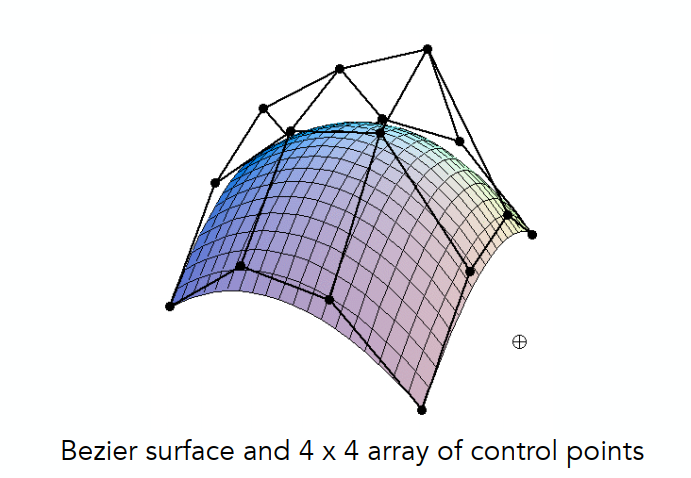 Bezier surface and 4 x 4 array of control points